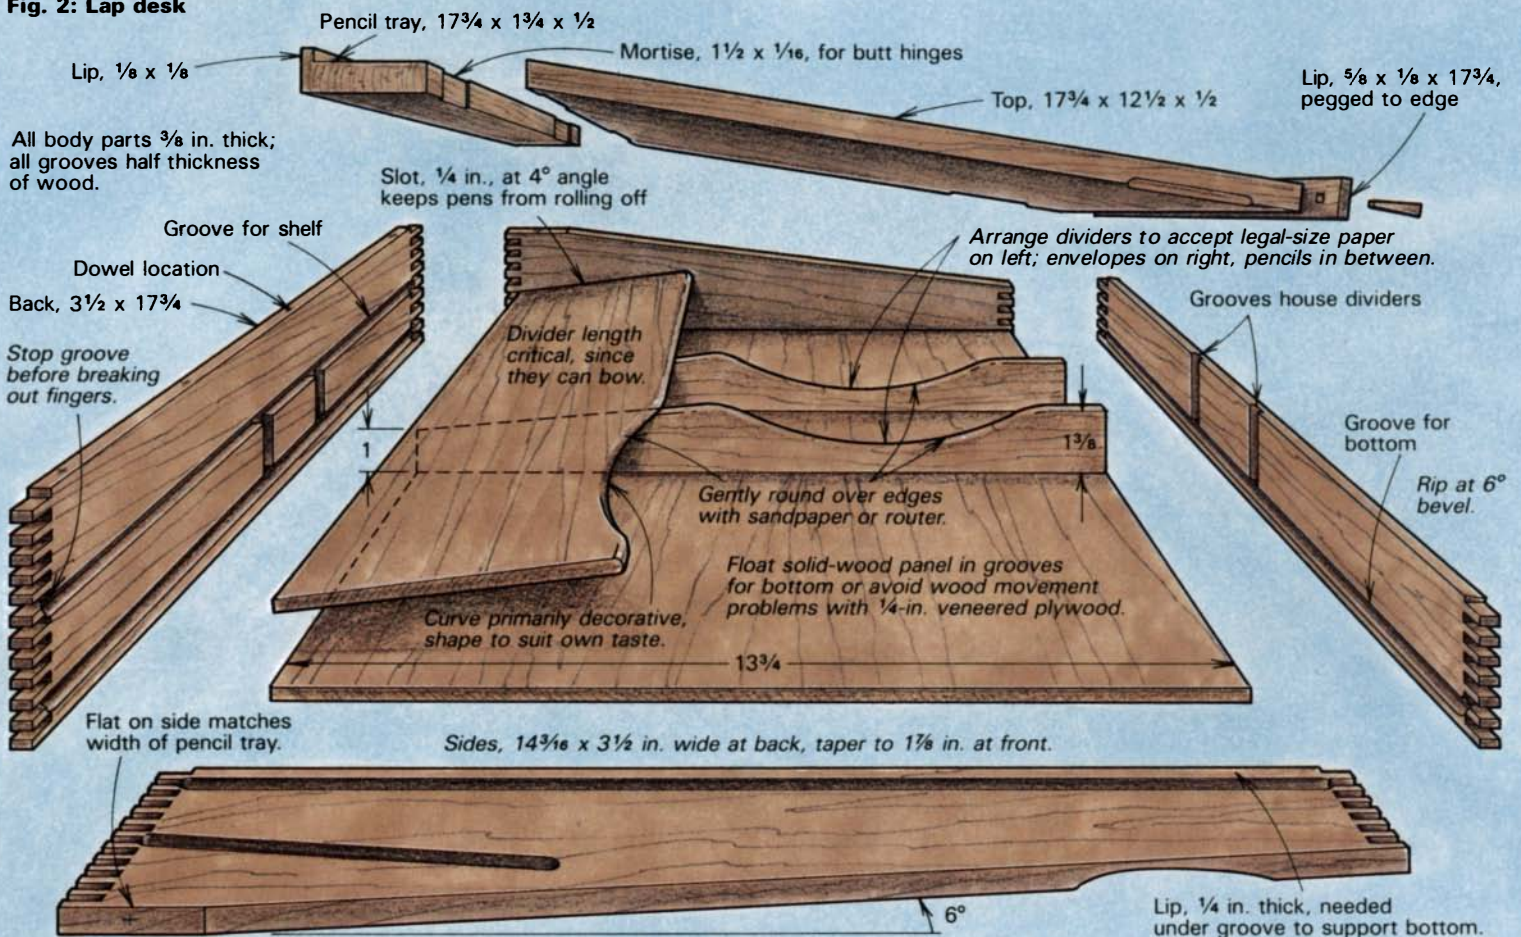 Fig. 2: Lap desk
Pencil tray, 17¾ x 1¾ x ½
Mortise, 1½ x 1/16, for butt hinges
Lip, ⅛ x ⅛
Lip, ⅝ x ⅛ x 17¾,
pegged to edge
Top, 17¾ x 12½ x ½
All body parts ⅜ in. thick;
all grooves half thickness
of wood.
Slot, ¼ in., at 4° angle
keeps pens from rolling off
Groove for shelf
Dowel location
Back, 3½ x 17¾
Arrange dividers to accept legal-size paper
on left; envelopes on right, pencils in between.
Grooves house dividers
Stop groove
before breaking
out fingers.
Divider length
critical, since
they can bow.
1
1⅜
Groove for
bottom
Rip at 6°
bevel.
Gently round over edges
with sandpaper or router.
Float solid-wood panel in grooves
for bottom or avoid wood movement
problems with ¼-in. veneered plywood.
Curve primarily decorative,
shape to suit own taste.
13¾
Flat on side matches
width of pencil tray.
Sides, 14 3/16 x 3½ in. wide at back, taper to 1⅞ in. at front.
6°
Lip, ¼ in. thick, needed
under groove to support bottom.